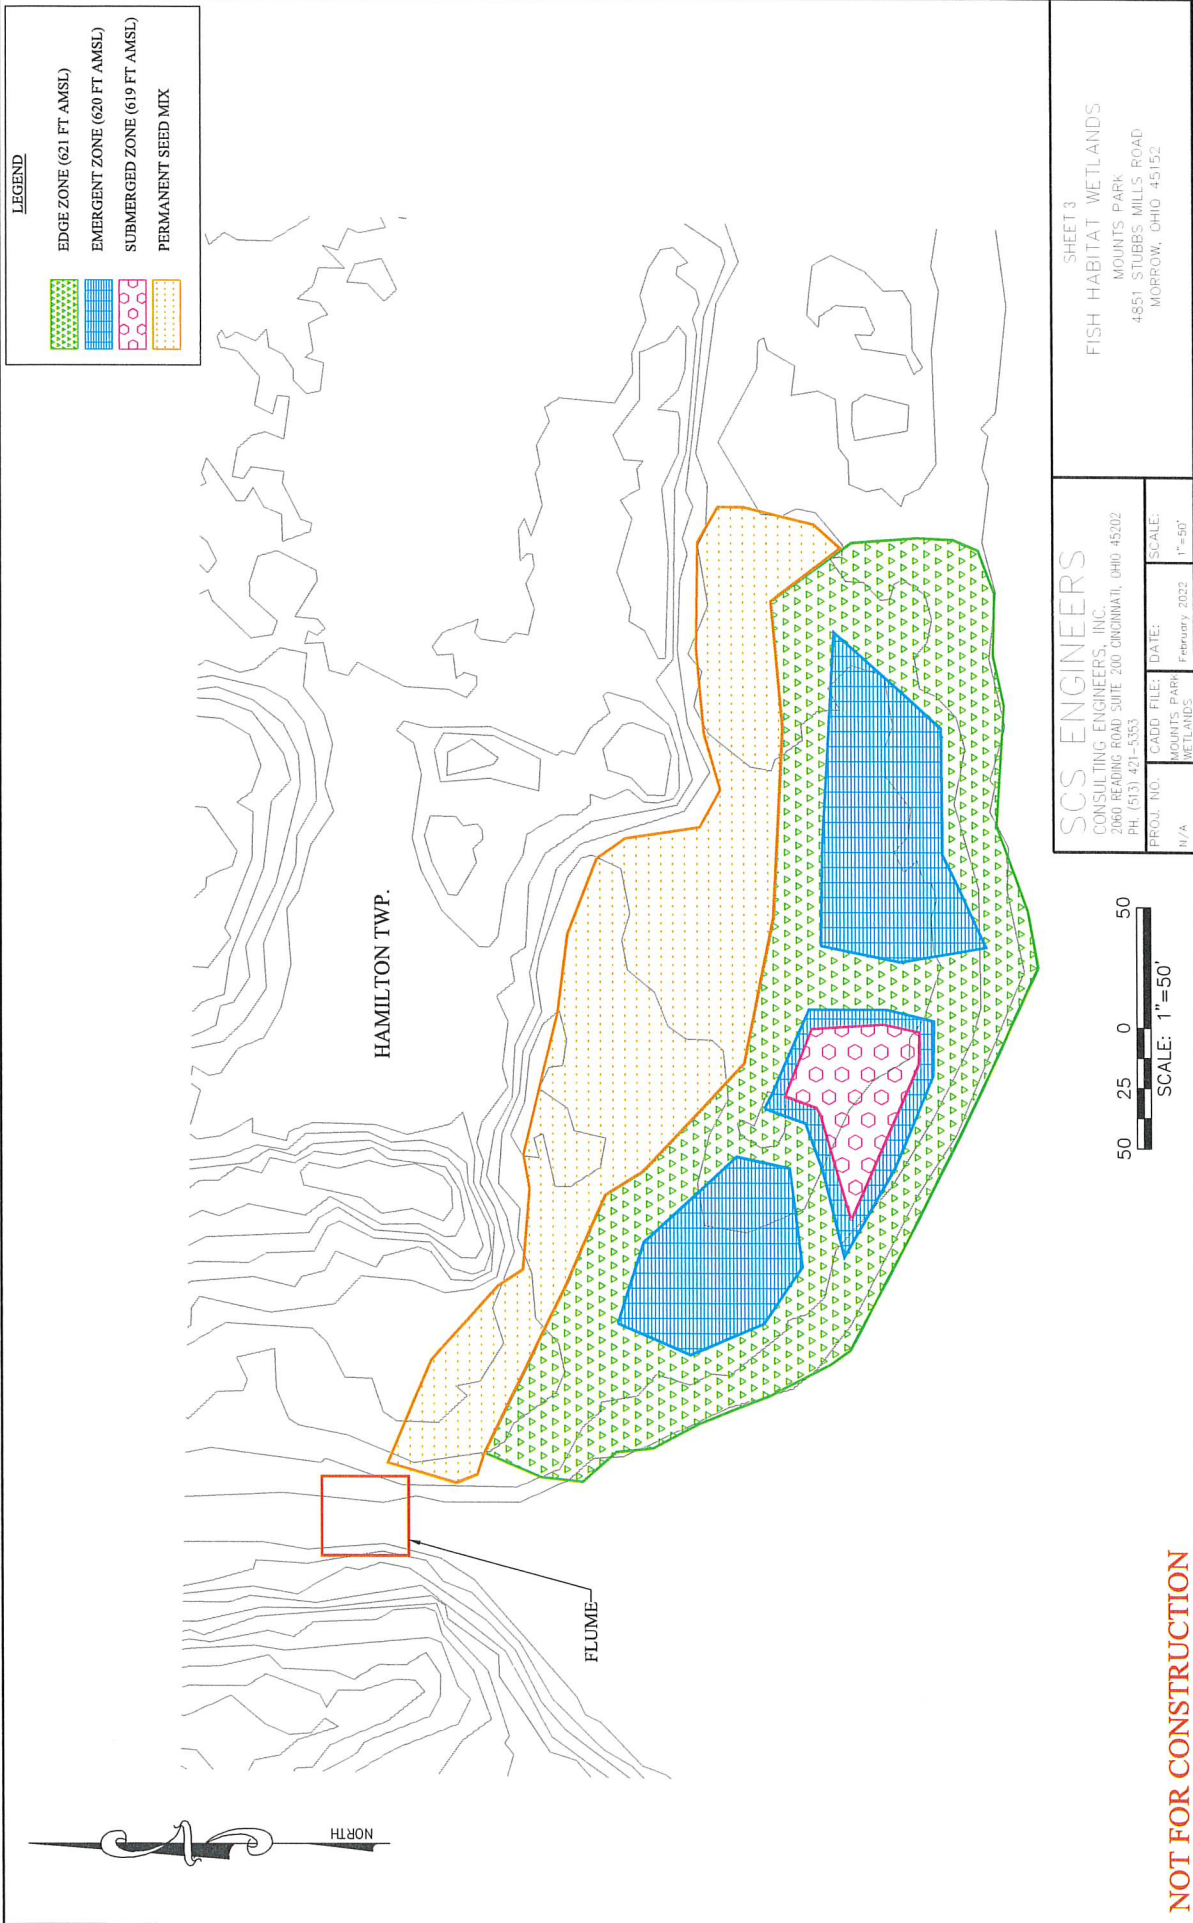 LEGEND
EDGE ZONE (621 FT AMSL)
EMERGENT ZONE (620 FT AMSL)
SUBMERGED ZONE (619 FT AMSL)
PERMANENT SEED MIX
HAMILTON TWP.
FLUME
NORTH
50 25 0 50
SCALE: 1"=50'
NOT FOR CONSTRUCTION
SCS ENGINEERS
CONSULTING ENGINEERS, INC.
2060 READING ROAD SUITE 200 CINCINNATI, OHIO 45202
PH. (513) 421-5353
PROJ. NO.
N/A
CADD FILE:
MOUNTS PARK
WETLANDS
DATE:
February 2022
SCALE:
1"=50'
SHEET 3
FISH HABITAT WETLANDS
MOUNTS PARK
4851 STUBBS MILLS ROAD
MORROW, OHIO 45152